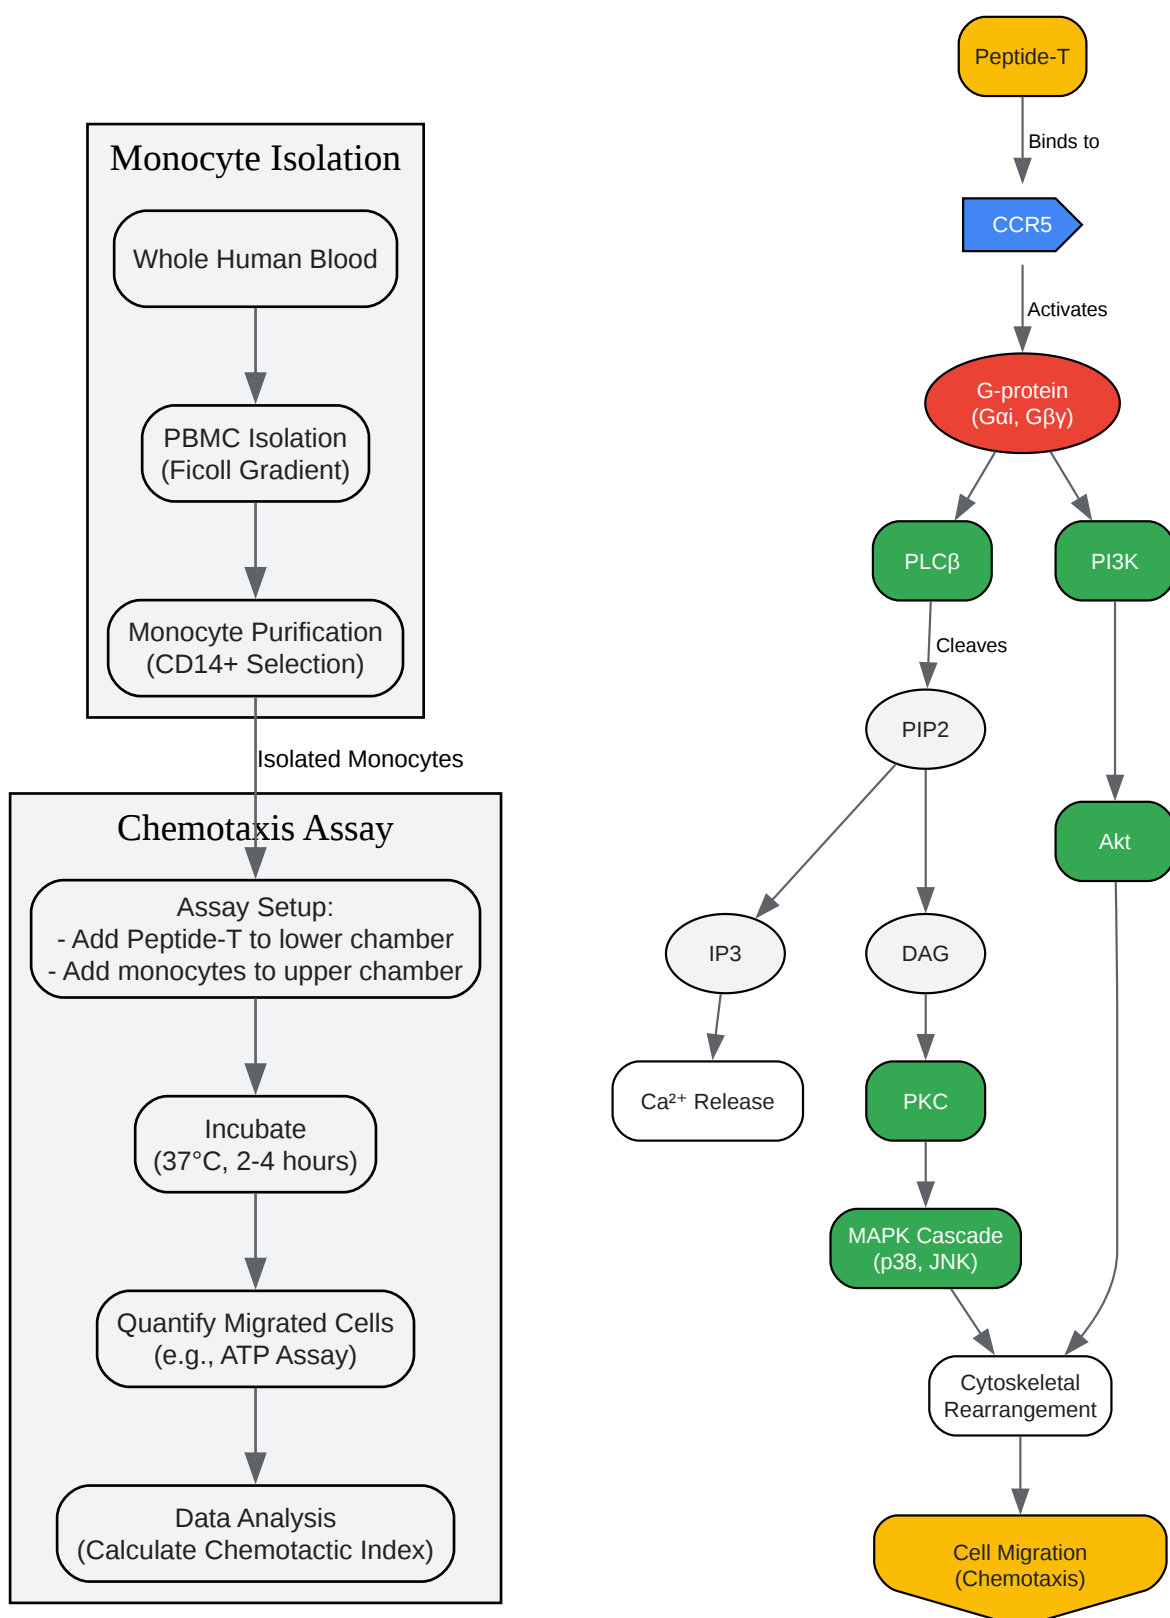 Monocyte Isolation
Whole Human Blood
PBMC Isolation
(Ficoll Gradient)
Monocyte Purification
(CD14+ Selection)
Isolated Monocytes
Chemotaxis Assay
Assay Setup:
- Add Peptide-T to lower chamber
- Add monocytes to upper chamber
Incubate
(37°C, 2-4 hours)
Quantify Migrated Cells
(e.g., ATP Assay)
Data Analysis
(Calculate Chemotactic Index)
Peptide-T
Binds to
CCR5
Activates
G-protein
(Gαi, Gβγ)
PLCβ
PI3K
Cleaves
PIP2
Akt
IP3
DAG
Ca²⁺ Release
PKC
MAPK Cascade
(p38, JNK)
Cytoskeletal
Rearrangement
Cell Migration
(Chemotaxis)